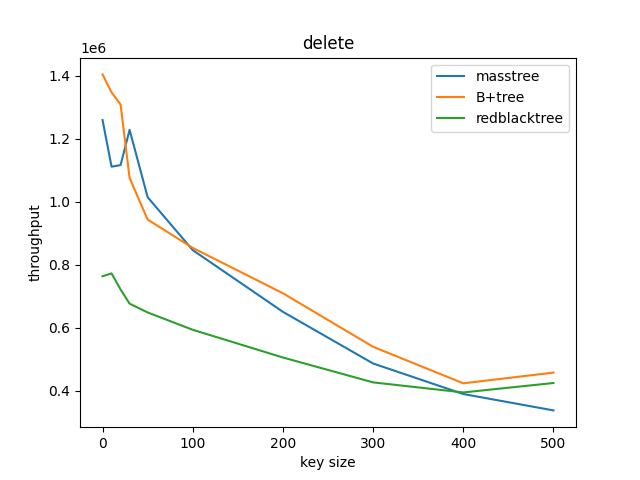 delete
1e6
1.4
1.2
1.0
0.8
0.6
0.4
throughput
masstree
B+tree
redblacktree
0 100 200 300 400 500
key size